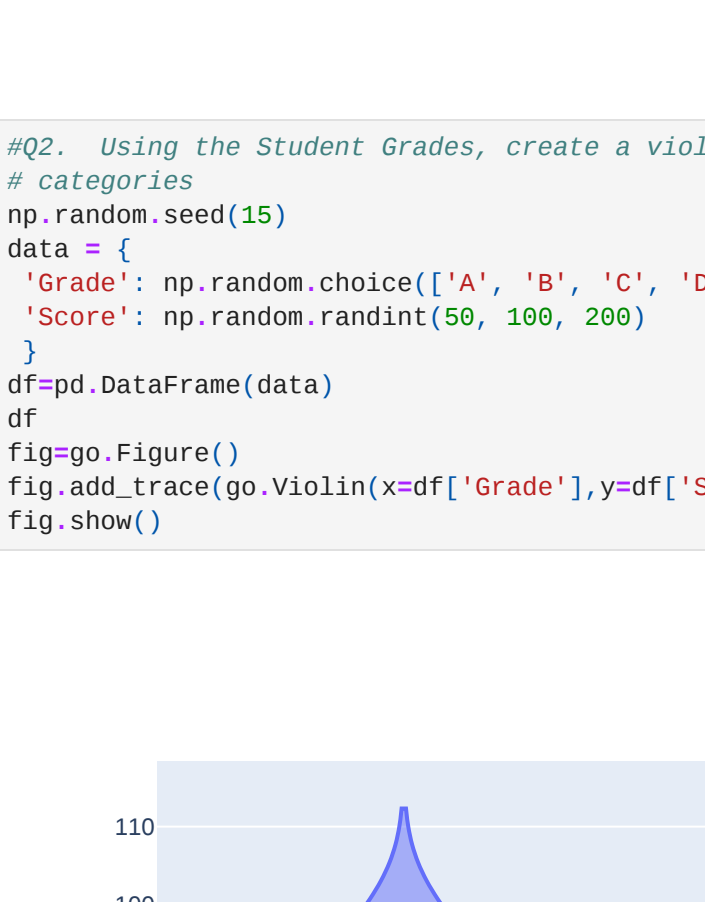 #Q2.  Using the Student Grades, create a viol
# categories
np.random.seed(15)
data = {
 'Grade': np.random.choice(['A', 'B', 'C', 'D
 'Score': np.random.randint(50, 100, 200)
 }
df=pd.DataFrame(data)
df
fig=go.Figure()
fig.add_trace(go.Violin(x=df['Grade'],y=df['S
fig.show()
110
100